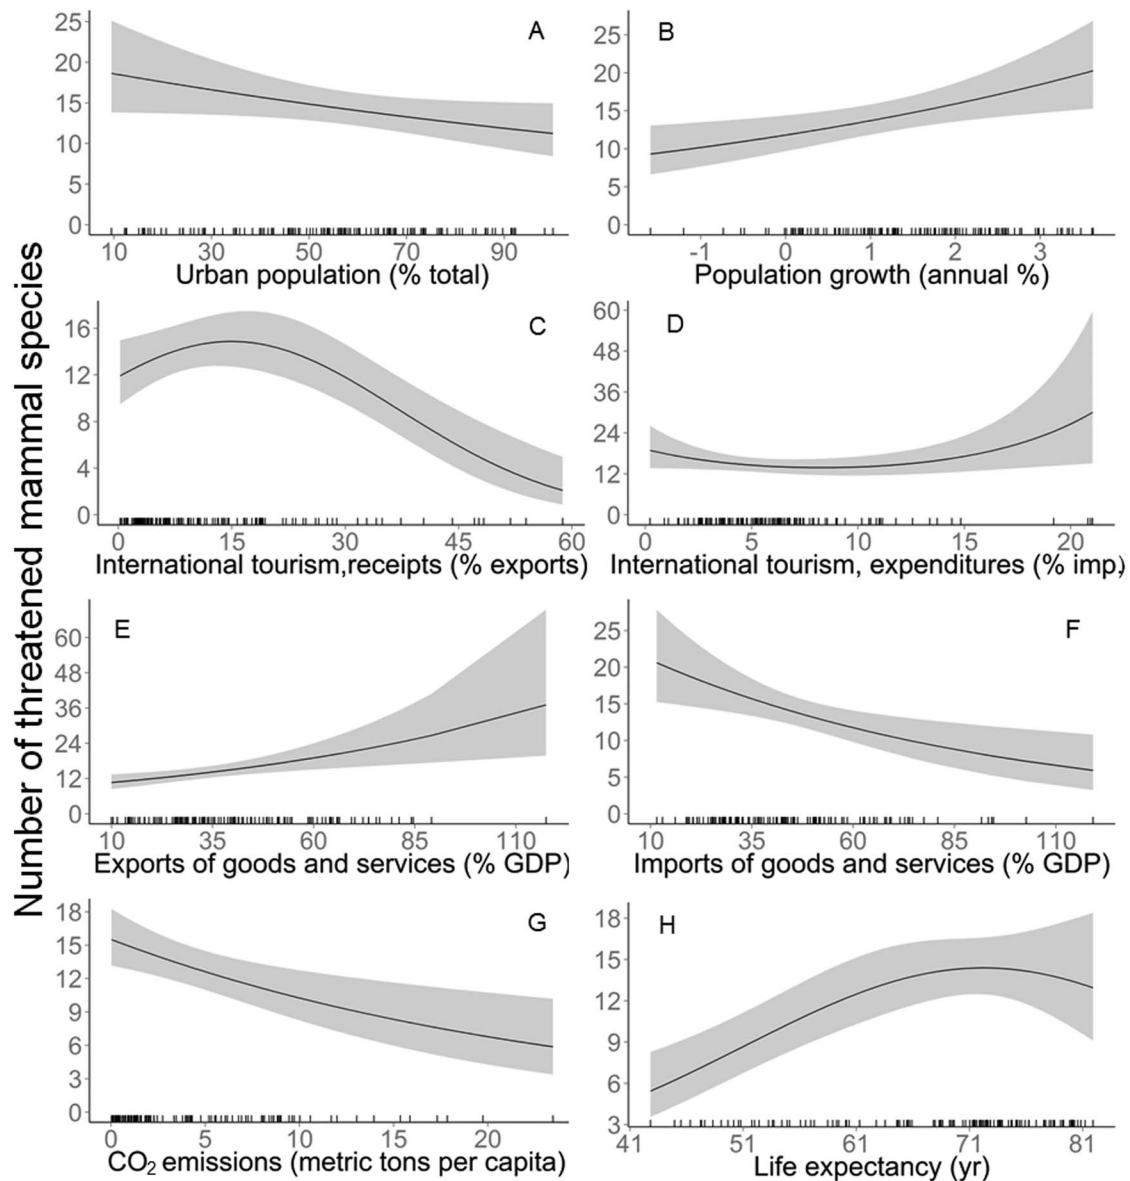 Number of threatened mammal species
A
25
20
15
10
5
0
10 30 50 70 90
Urban population (% total)
B
25
20
15
10
5
0
-1 0 1 2 3
Population growth (annual %)
C
16
12
8
4
0
0 15 30 45 60
International tourism,receipts (% exports)
D
60
48
36
24
12
0
0 5 10 15 20
International tourism, expenditures (% imp.)
E
60
48
36
24
12
0
10 35 60 85 110
Exports of goods and services (% GDP)
F
25
20
15
10
5
0
10 35 60 85 110
Imports of goods and services (% GDP)
G
18
15
12
9
6
3
0
0 5 10 15 20
CO2 emissions (metric tons per capita)
H
18
15
12
9
6
3
41 51 61 71 81
Life expectancy (yr)